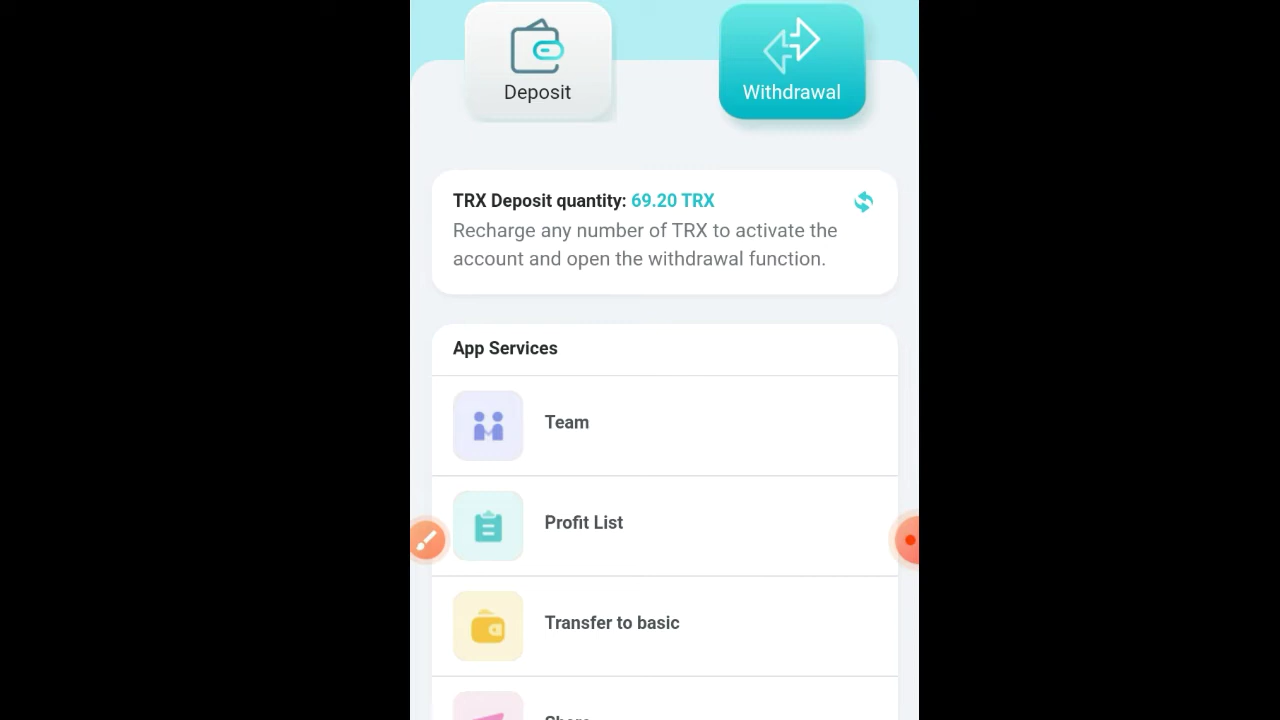 Deposit
Withdrawal
TRX Deposit quantity: 69.20 TRX
Recharge any number of TRX to activate the
account and open the withdrawal function.
App Services
Team
Profit List
Transfer to basic